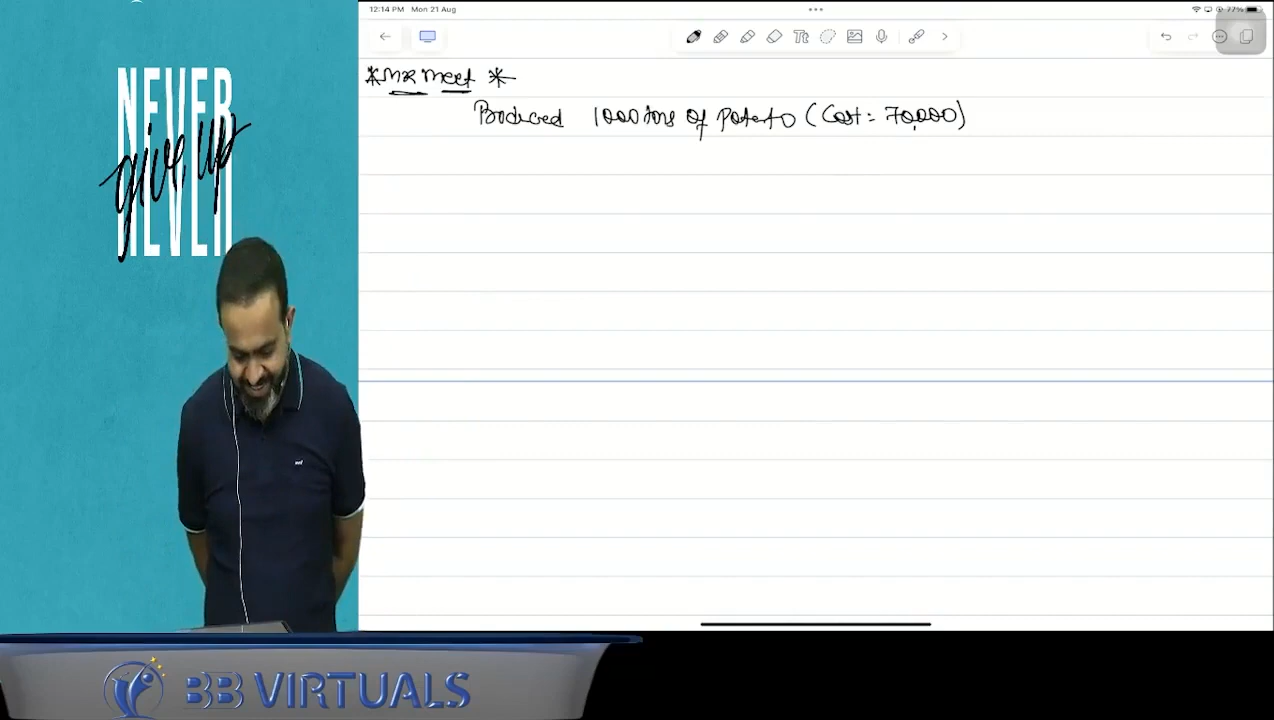 12:14 PM Mon 21 Aug
77%
NEVER
give up
NEVER
*Mr Meet*
Produced 1000 tons of potato (Cost = 70,000)
BB VIRTUALS